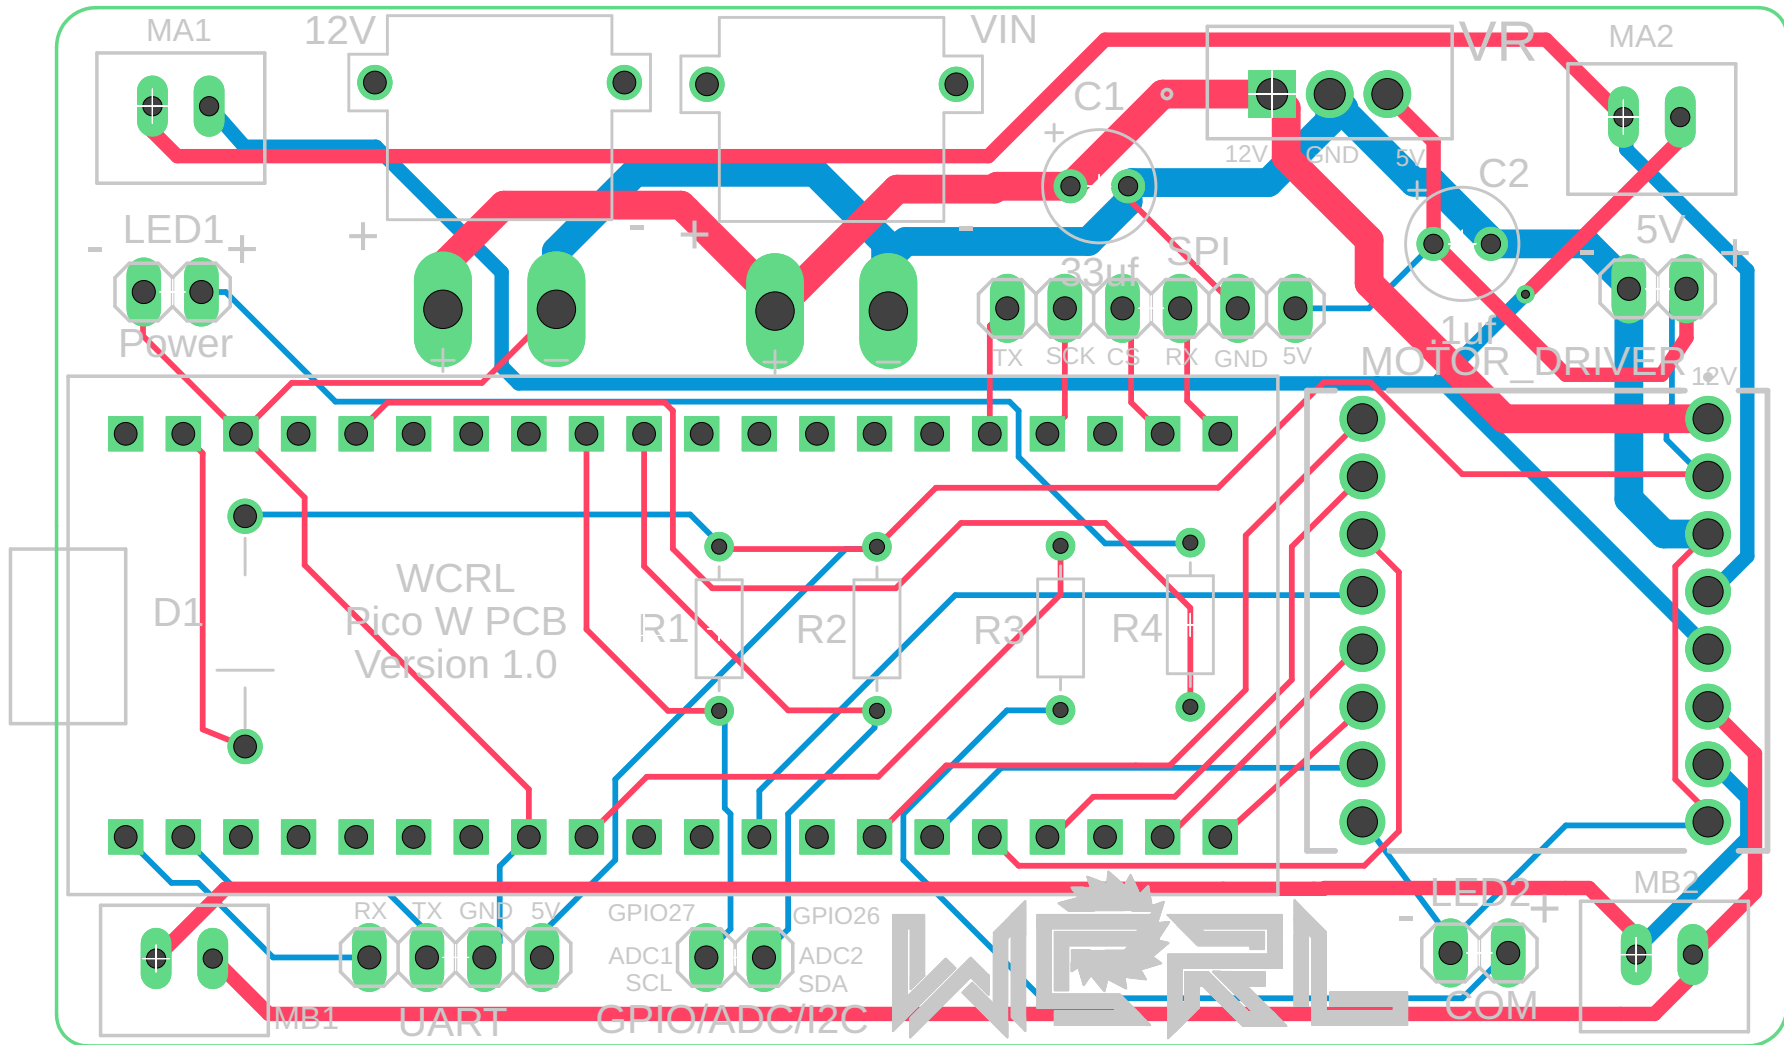 MA1
12V
VIN
VR
MA2
C1
+
12V
GND
5V
C2
+
LED1
- +
+
-
+
-
SPI
5V
- +
33uf
.1uf
Power
+
-
+
-
TX
SCK
CS
RX
GND
5V
MOTOR_DRIVER
12V
WCRL
Pico W PCB
Version 1.0
D1
R1
R2
R3
R4
RX
TX
GND
5V
GPIO27
GPIO26
ADC1
ADC2
SCL
SDA
WCRL
LED2
- +
MB2
COM
MB1
UART
GPIO/ADC/I2C